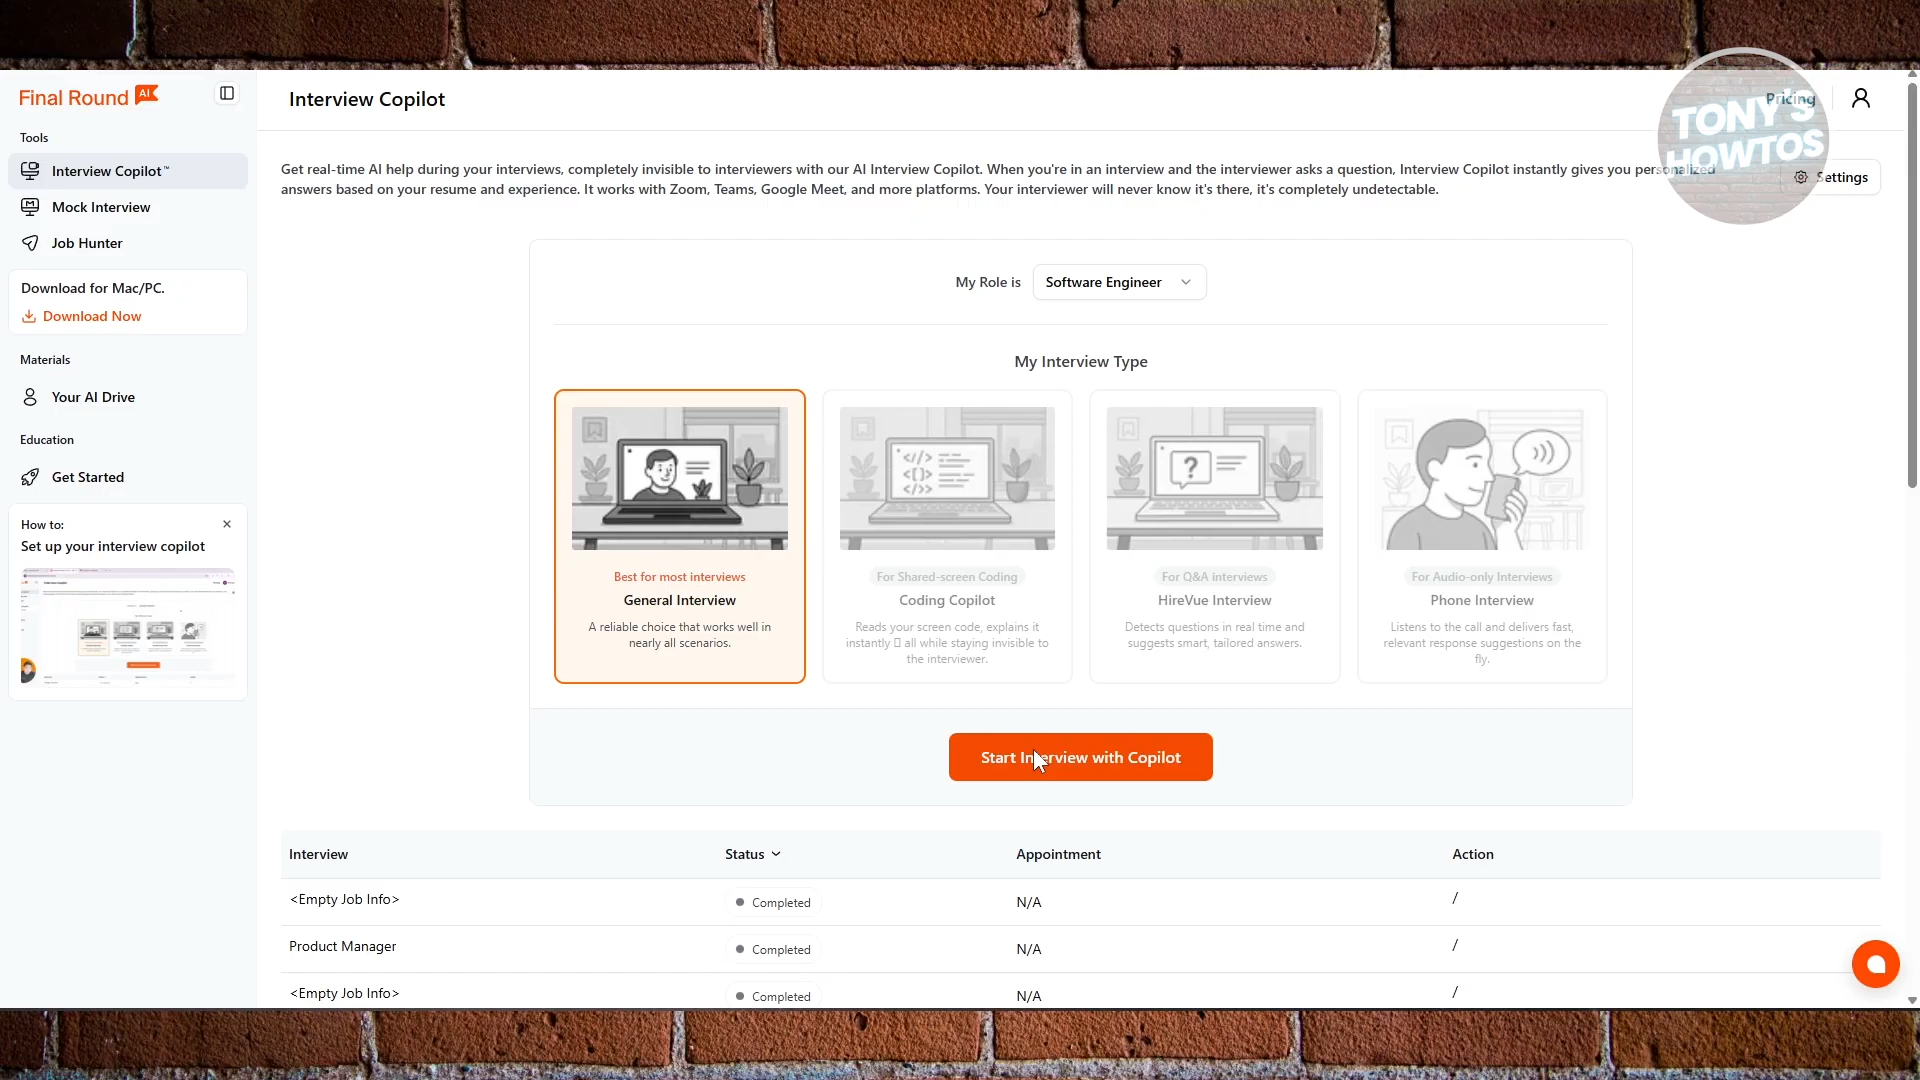 Final Round AI
Interview Copilot
Pricing
TONY'S
HOWTOS
Tools
Interview Copilot™
Mock Interview
Job Hunter
Download for Mac/PC.
Download Now
Materials
Your AI Drive
Education
Get Started
How to:
Set up your interview copilot
Get real-time AI help during your interviews, completely invisible to interviewers with our AI Interview Copilot. When you're in an interview and the interviewer asks a question, Interview Copilot instantly gives you personalized
answers based on your resume and experience. It works with Zoom, Teams, Google Meet, and more platforms. Your interviewer will never know it's there, it's completely undetectable.
Settings
My Role is Software Engineer
My Interview Type
Best for most interviews
General Interview
A reliable choice that works well in
nearly all scenarios.
For Shared-screen Coding
Coding Copilot
Reads your screen code, explains it
instantly all while staying invisible to
the interviewer.
For Q&A interviews
HireVue Interview
Detects questions in real time and
suggests smart, tailored answers.
For Audio-only Interviews
Phone Interview
Listens to the call and delivers fast,
relevant response suggestions on the
fly.
Start Interview with Copilot
Interview Status Appointment Action
<Empty Job Info> Completed N/A /
Product Manager Completed N/A /
<Empty Job Info> Completed N/A /